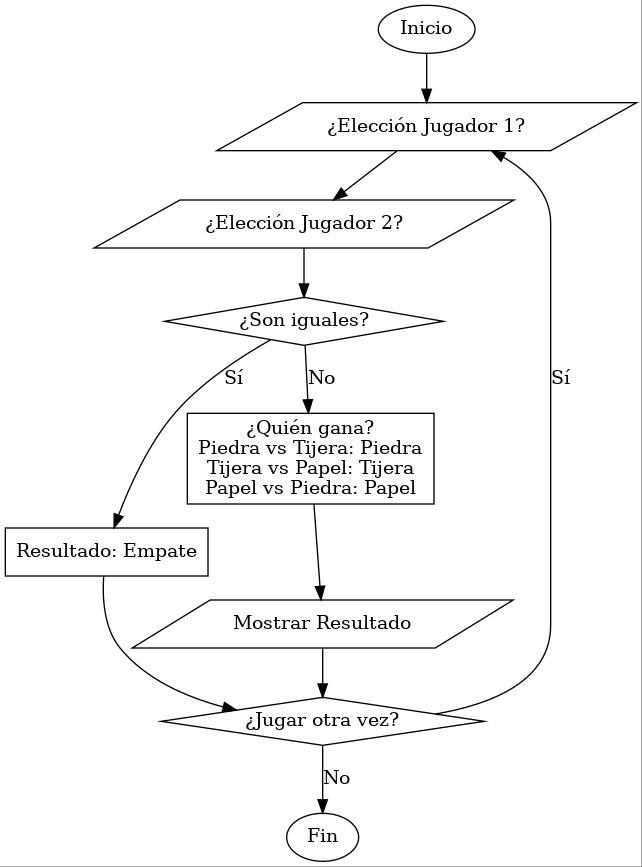 Inicio
¿Elección Jugador 1?
¿Elección Jugador 2?
¿Son iguales?
Sí
No
Sí
¿Quién gana?
Piedra vs Tijera: Piedra
Tijera vs Papel: Tijera
Papel vs Piedra: Papel
Resultado: Empate
Mostrar Resultado
¿Jugar otra vez?
No
Fin